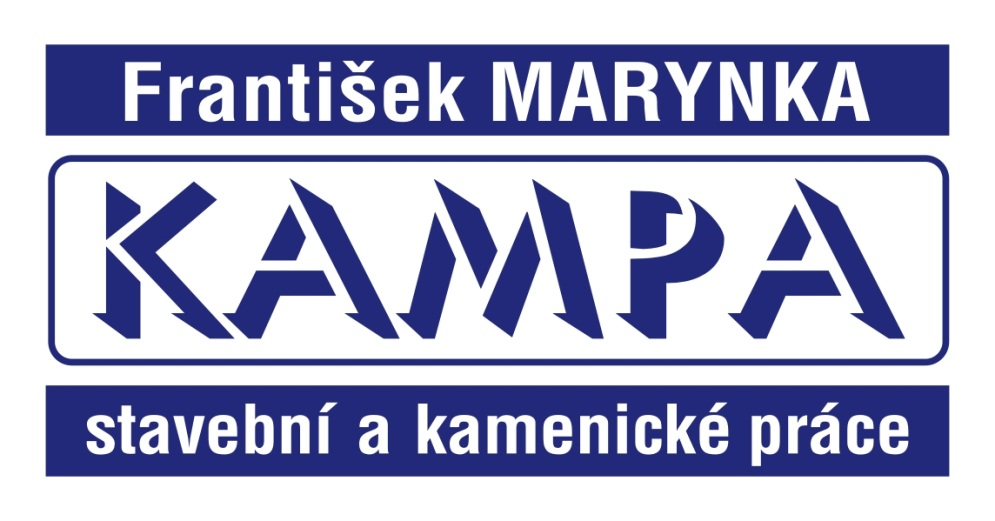 František MARYNKA
KAMPA
stavební a kamenické práce